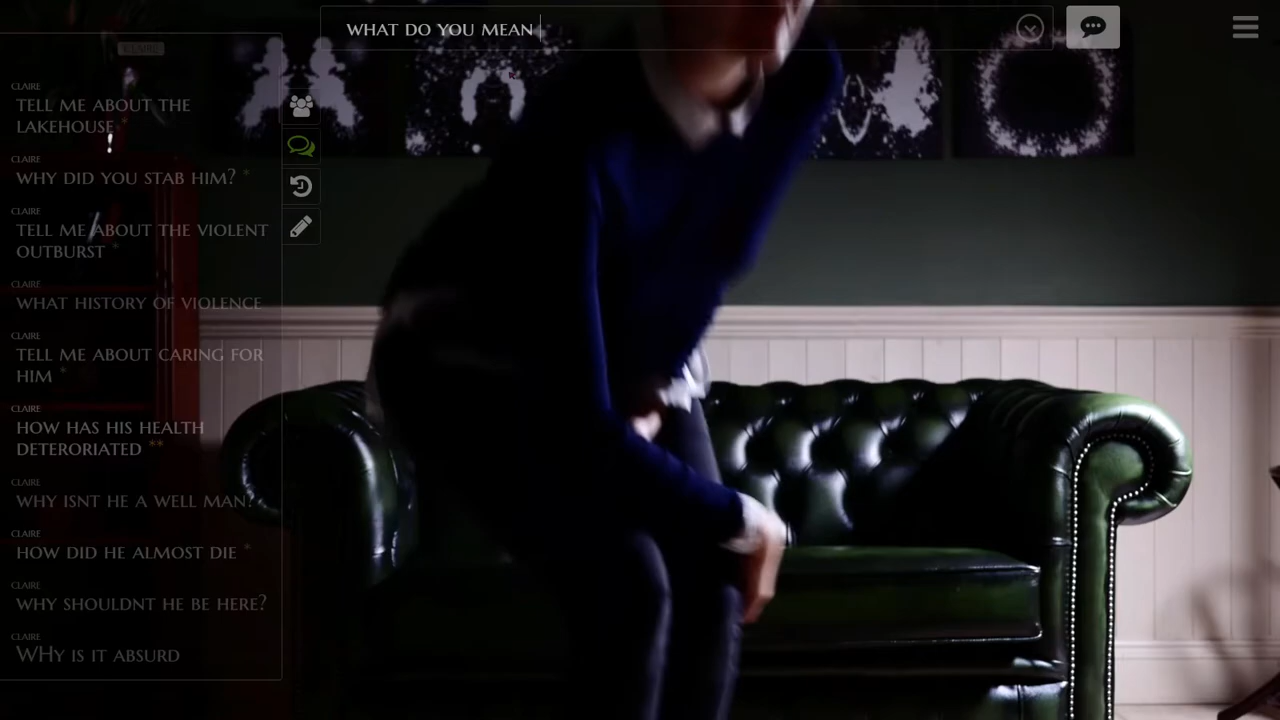 WHAT DO YOU MEAN
CLAIRE
CLAIRE
TELL ME ABOUT THE
LAKEHOUSE *
CLAIRE
WHY DID YOU STAB HIM? *
CLAIRE
TELL ME ABOUT THE VIOLENT
OUTBURST *
CLAIRE
WHAT HISTORY OF VIOLENCE
CLAIRE
TELL ME ABOUT CARING FOR
HIM *
CLAIRE
HOW HAS HIS HEALTH
DETERORIATED **
CLAIRE
WHY ISNT HE A WELL MAN?
CLAIRE
HOW DID HE ALMOST DIE *
CLAIRE
WHY SHOULDNT HE BE HERE?
CLAIRE
WHY IS IT ABSURD